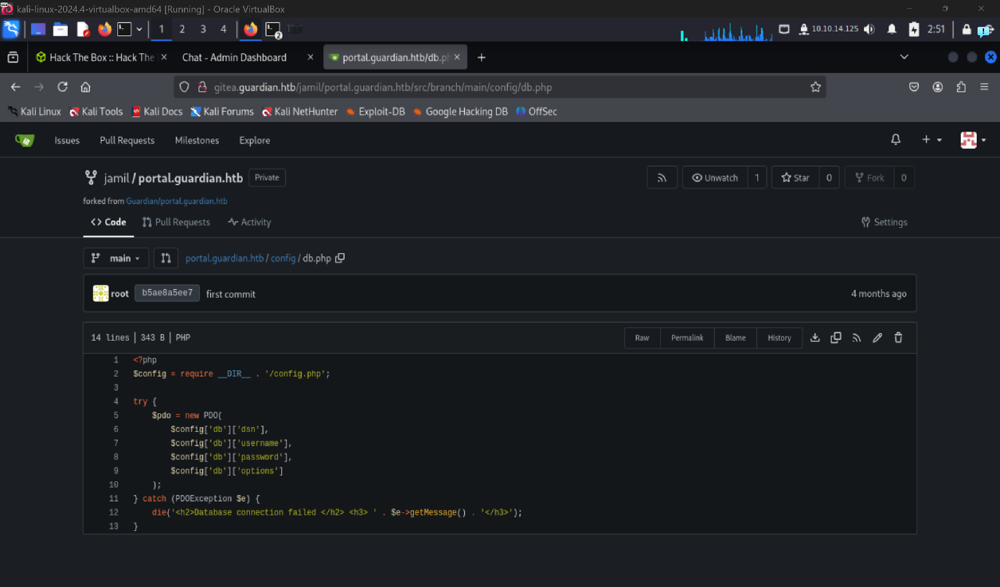 kali-linux-2024.4-virtualbox-amd64 [Running] - Oracle VirtualBox
1 2 3 4 2 10.10.14.125 2:51
Hack The Box :: Hack The
Chat - Admin Dashboard
portal.guardian.htb/db.ph
gitea.guardian.htb/jamil/portal.guardian.htb/src/branch/main/config/db.php
Kali Linux Kali Tools Kali Docs Kali Forums Kali NetHunter Exploit-DB Google Hacking DB OffSec
Issues Pull Requests Milestones Explore
jamil / portal.guardian.htb Private
Unwatch 1 Star 0 Fork 0
forked from Guardian/portal.guardian.htb
<> Code Pull Requests Activity Settings
main portal.guardian.htb / config / db.php
root b5ae8a5ee7 first commit 4 months ago
14 lines | 343 B | PHP Raw Permalink Blame History
1 <?php
2 $config = require __DIR__ . '/config.php';
3
4 try {
5 $pdo = new PDO(
6 $config['db']['dsn'],
7 $config['db']['username'],
8 $config['db']['password'],
9 $config['db']['options']
10 );
11 } catch (PDOException $e) {
12 die('<h2>Database connection failed </h2> <h3> ' . $e->getMessage() . '</h3>');
13 }